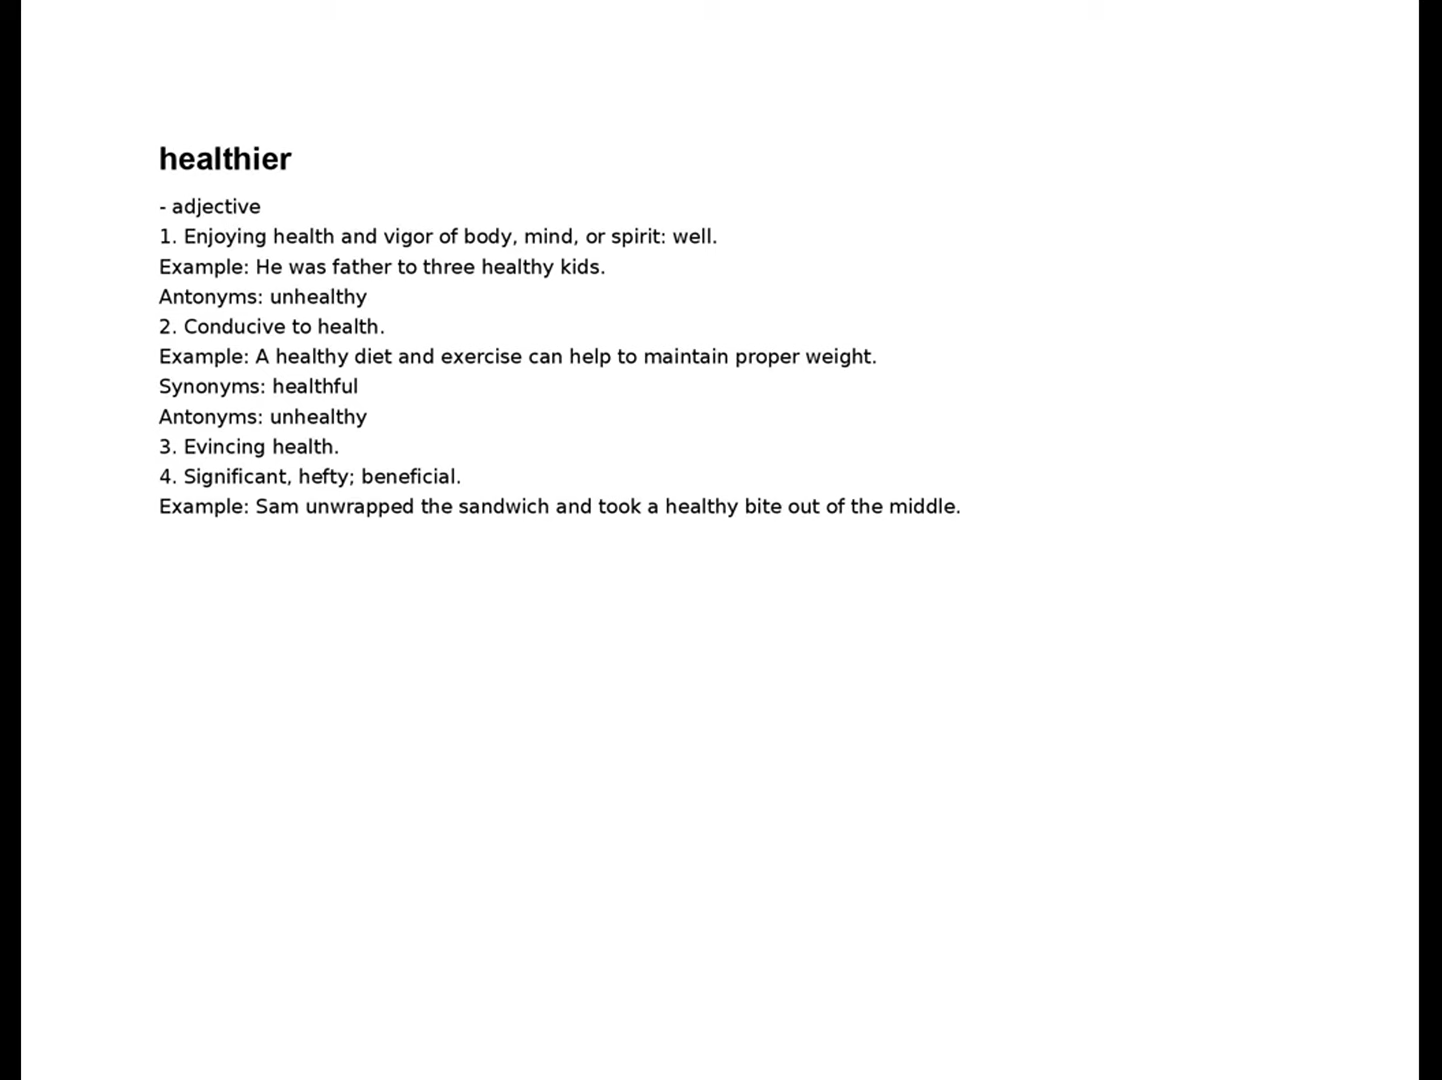 healthier
- adjective
1. Enjoying health and vigor of body, mind, or spirit: well.
Example: He was father to three healthy kids.
Antonyms: unhealthy
2. Conducive to health.
Example: A healthy diet and exercise can help to maintain proper weight.
Synonyms: healthful
Antonyms: unhealthy
3. Evincing health.
4. Significant, hefty; beneficial.
Example: Sam unwrapped the sandwich and took a healthy bite out of the middle.